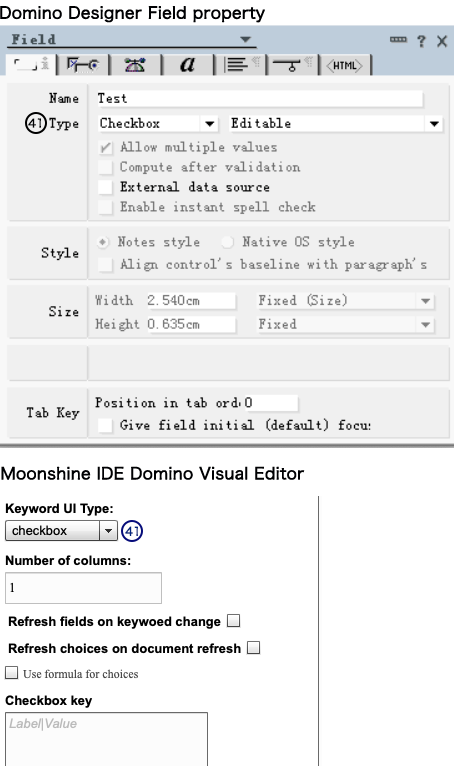 Domino Designer Field property
Field
? X
i a <HTML>
Name Test
41 Type Checkbox Editable
Allow multiple values
Compute after validation
External data source
Enable instant spell check
Style Notes style Native OS style
Align control's baseline with paragraph's
Size Width 2.540cm Fixed (Size)
Height 0.635cm Fixed
Tab Key Position in tab ord 0
Give field initial (default) focu
Moonshine IDE Domino Visual Editor
Keyword UI Type:
checkbox 41
Number of columns:
1
Refresh fields on keywoed change
Refresh choices on document refresh
Use formula for choices
Checkbox key
Label|Value